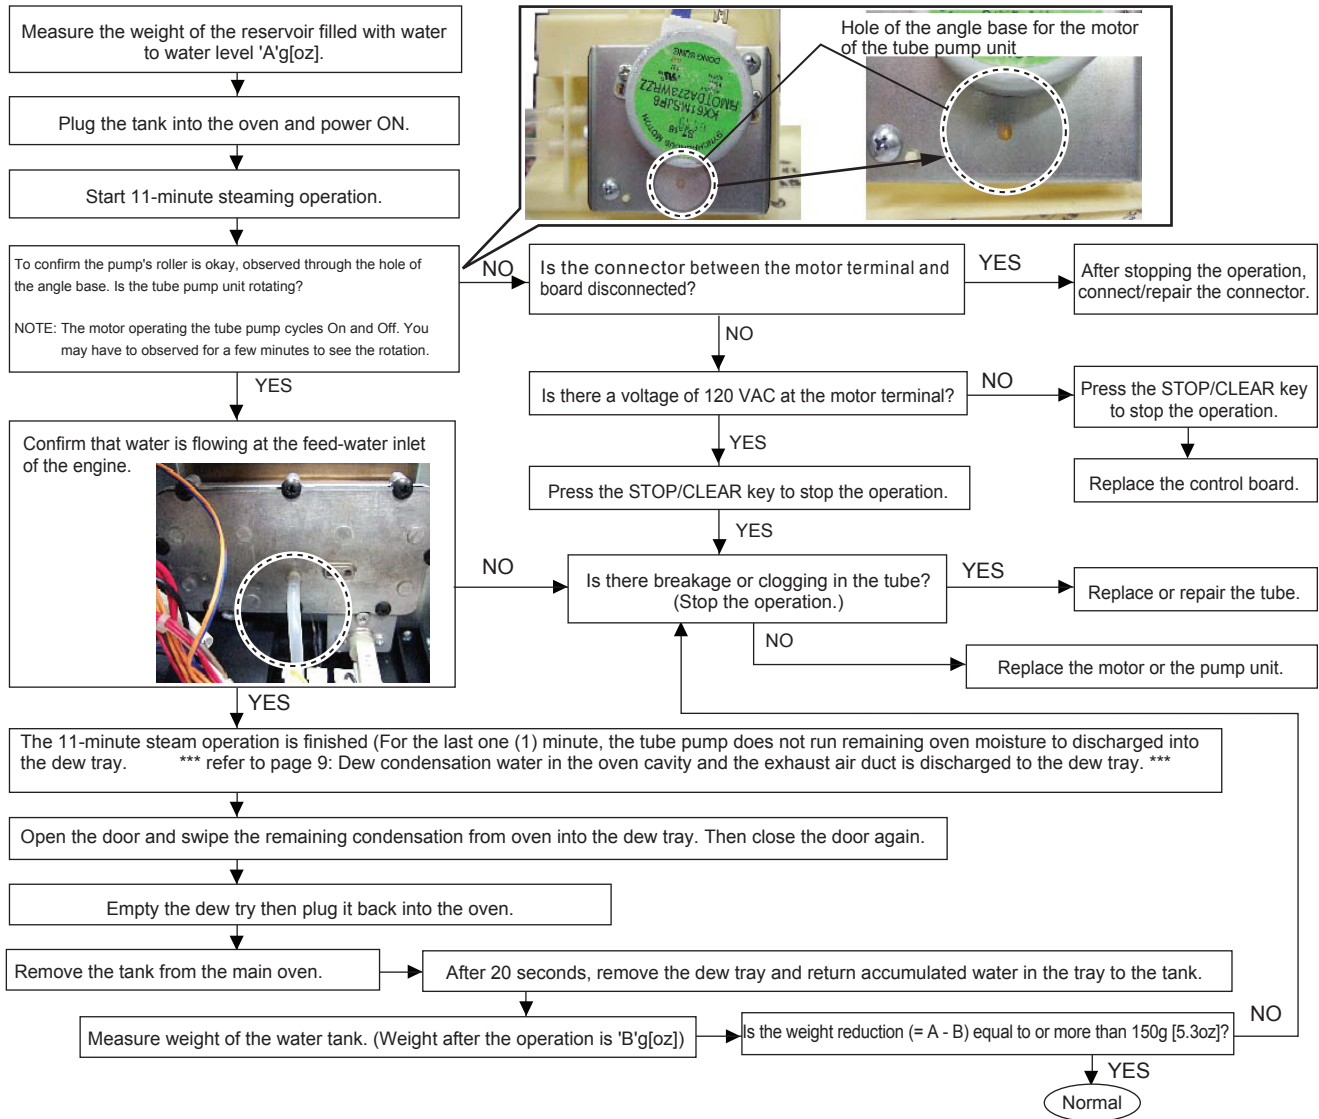 Measure the weight of the reservoir filled with water
to water level 'A'g[oz].
Plug the tank into the oven and power ON.
Start 11-minute steaming operation.
Hole of the angle base for the motor
of the tube pump unit
DONG SUNG
RMOTDA273WRZZ
KX61MSJP6
ST-16
SYNCHRONOUS MOTOR
To confirm the pump's roller is okay, observed through the hole of
the angle base. Is the tube pump unit rotating?
NOTE: The motor operating the tube pump cycles On and Off. You
may have to observed for a few minutes to see the rotation.
NO
Is the connector between the motor terminal and
board disconnected?
YES
After stopping the operation,
connect/repair the connector.
NO
YES
Is there a voltage of 120 VAC at the motor terminal?
NO
Press the STOP/CLEAR key
to stop the operation.
Confirm that water is flowing at the feed-water inlet
of the engine.
YES
Press the STOP/CLEAR key to stop the operation.
Replace the control board.
YES
NO
Is there breakage or clogging in the tube?
(Stop the operation.)
YES
Replace or repair the tube.
NO
Replace the motor or the pump unit.
YES
The 11-minute steam operation is finished (For the last one (1) minute, the tube pump does not run remaining oven moisture to discharged into
the dew tray. *** refer to page 9: Dew condensation water in the oven cavity and the exhaust air duct is discharged to the dew tray. ***
Open the door and swipe the remaining condensation from oven into the dew tray. Then close the door again.
Empty the dew try then plug it back into the oven.
Remove the tank from the main oven.
After 20 seconds, remove the dew tray and return accumulated water in the tray to the tank.
Measure weight of the water tank. (Weight after the operation is 'B'g[oz])
Is the weight reduction (= A - B) equal to or more than 150g [5.3oz]?
NO
YES
Normal